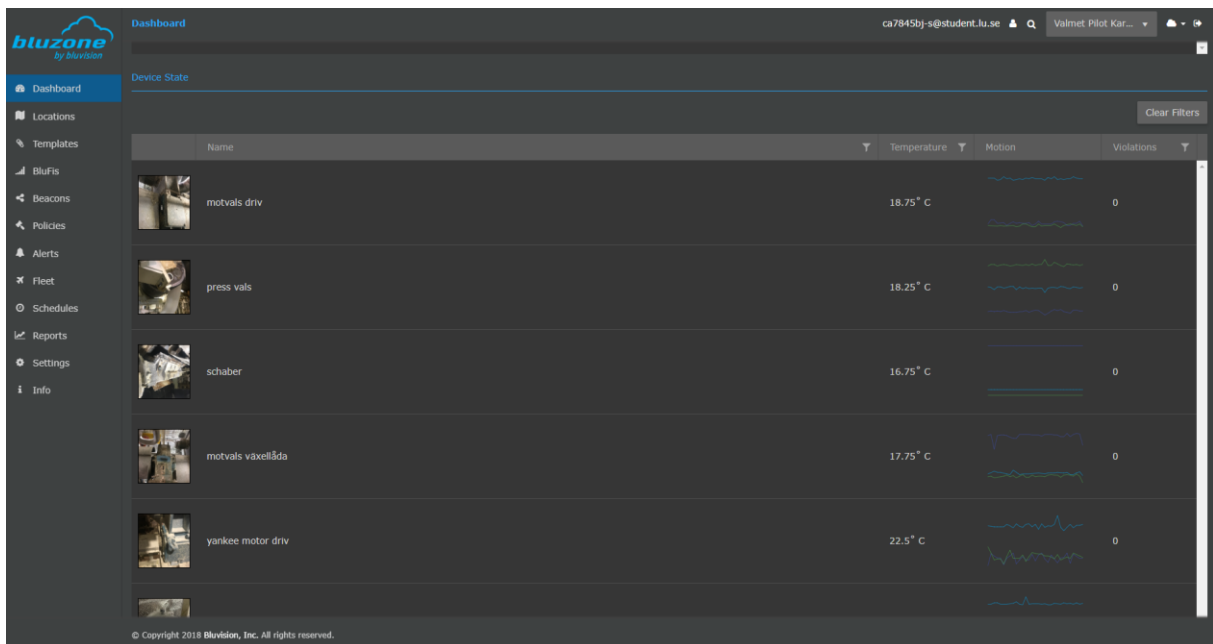 bluzone
by bluvision
Dashboard
ca7845bj-s@student.lu.se
Valmet Pilot Kar...
Dashboard
Locations
Templates
BluFis
Beacons
Policies
Alerts
Fleet
Schedules
Reports
Settings
i Info
Device State
Clear Filters
Name Temperature Motion Violations
motvals driv 18.75° C 0
press vals 18.25° C 0
schaber 16.75° C 0
motvals växellåda 17.75° C 0
yankee motor driv 22.5° C 0
© Copyright 2018 Bluvision, Inc. All rights reserved.